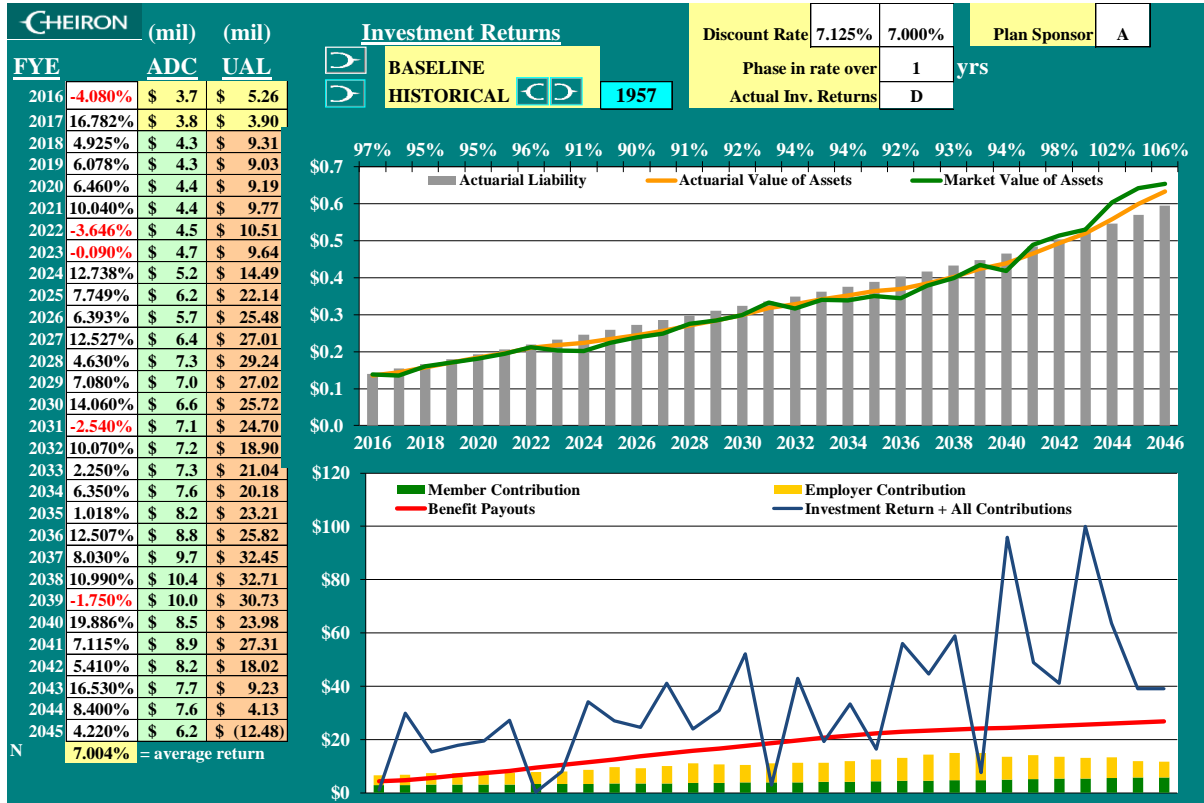 CHEIRON
(mil) (mil)
FYE ADC UAL
2016 -4.080% $ 3.7 $ 5.26
2017 16.782% $ 3.8 $ 3.90
2018 4.925% $ 4.3 $ 9.31
2019 6.078% $ 4.3 $ 9.03
2020 6.460% $ 4.4 $ 9.19
2021 10.040% $ 4.4 $ 9.77
2022 -3.646% $ 4.5 $ 10.51
2023 -0.090% $ 4.7 $ 9.64
2024 12.738% $ 5.2 $ 14.49
2025 7.749% $ 6.2 $ 22.14
2026 6.393% $ 5.7 $ 25.48
2027 12.527% $ 6.4 $ 27.01
2028 4.630% $ 7.3 $ 29.24
2029 7.080% $ 7.0 $ 27.02
2030 14.060% $ 6.6 $ 25.72
2031 -2.540% $ 7.1 $ 24.70
2032 10.070% $ 7.2 $ 18.90
2033 2.250% $ 7.3 $ 21.04
2034 6.350% $ 7.6 $ 20.18
2035 1.018% $ 8.2 $ 23.21
2036 12.507% $ 8.8 $ 25.82
2037 8.030% $ 9.7 $ 32.45
2038 10.990% $ 10.4 $ 32.71
2039 -1.750% $ 10.0 $ 30.73
2040 19.886% $ 8.5 $ 23.98
2041 7.115% $ 8.9 $ 27.31
2042 5.410% $ 8.2 $ 18.02
2043 16.530% $ 7.7 $ 9.23
2044 8.400% $ 7.6 $ 4.13
2045 4.220% $ 6.2 $ (12.48)
N 7.004% = average return
Investment Returns
BASELINE
HISTORICAL 1957
Discount Rate 7.125% 7.000%
Phase in rate over 1 yrs
Actual Inv. Returns D
Plan Sponsor A
97% 95% 95% 96% 91% 90% 91% 92% 94% 94% 92% 93% 94% 98% 102% 106%
Actuarial Liability Actuarial Value of Assets Market Value of Assets
$0.7
$0.6
$0.5
$0.4
$0.3
$0.2
$0.1
$0.0
2016 2018 2020 2022 2024 2026 2028 2030 2032 2034 2036 2038 2040 2042 2044 2046
Member Contribution Employer Contribution
Benefit Payouts Investment Return + All Contributions
$120
$100
$80
$60
$40
$20
$0